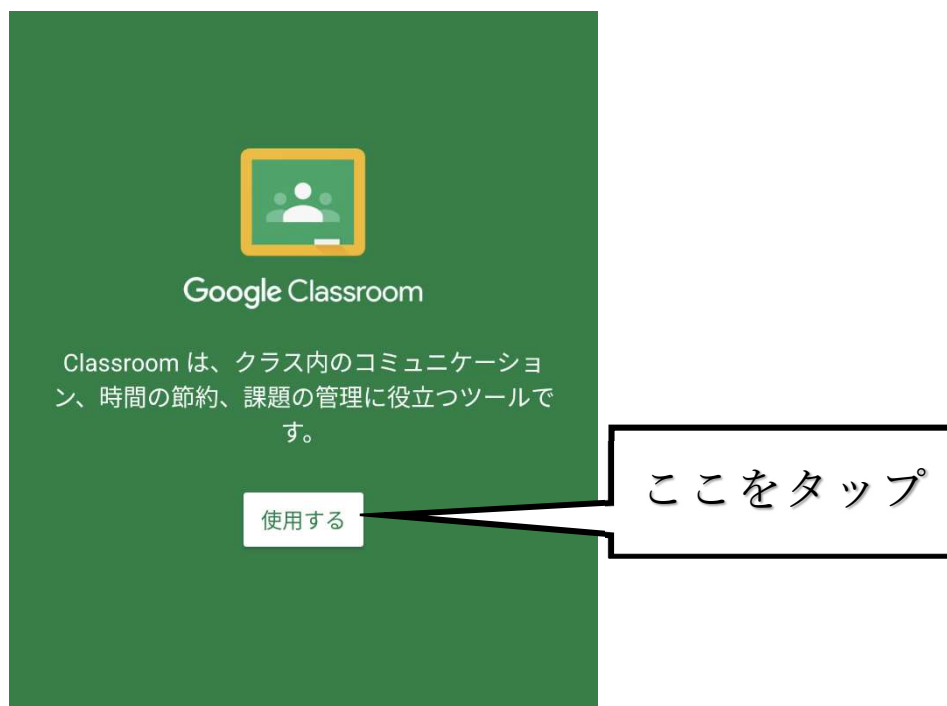 Google Classroom
Classroom は、クラス内のコミュニケーショ
ン、時間の節約、課題の管理に役立つツールで
す。
使用する
ここをタップ